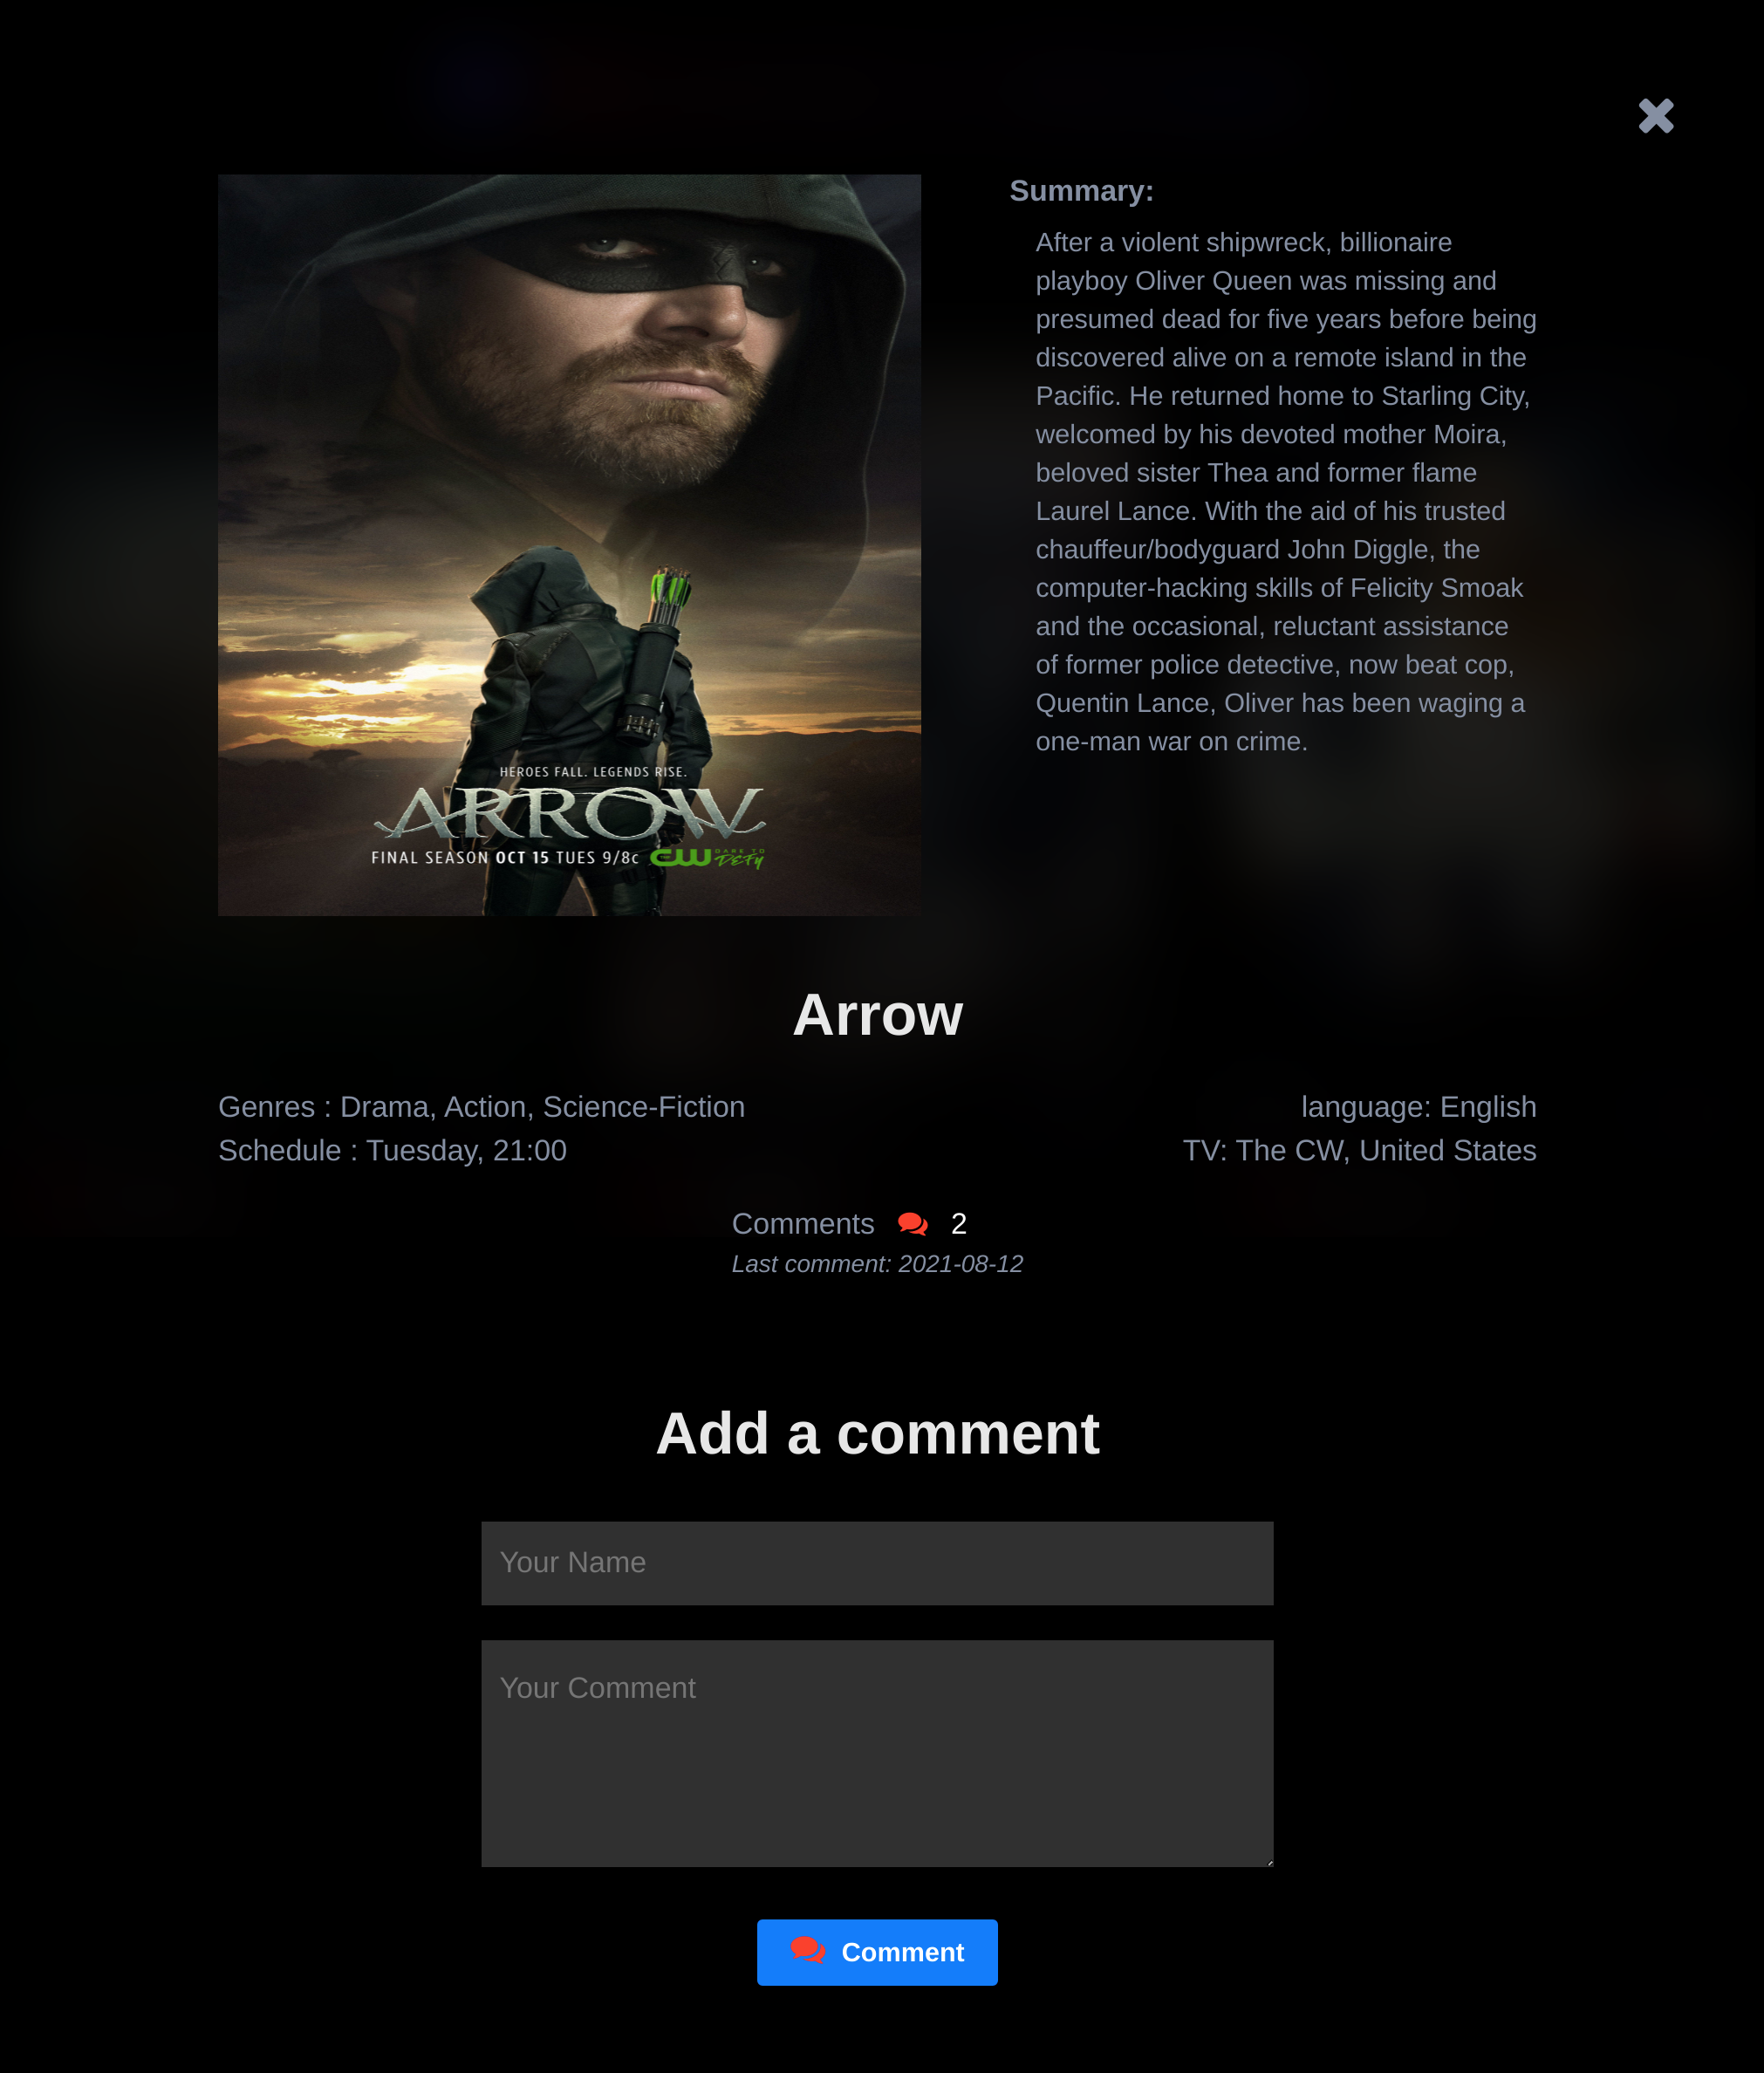 Summary:
After a violent shipwreck, billionaire
playboy Oliver Queen was missing and
presumed dead for five years before being
discovered alive on a remote island in the
Pacific. He returned home to Starling City,
welcomed by his devoted mother Moira,
beloved sister Thea and former flame
Laurel Lance. With the aid of his trusted
chauffeur/bodyguard John Diggle, the
computer-hacking skills of Felicity Smoak
and the occasional, reluctant assistance
of former police detective, now beat cop,
Quentin Lance, Oliver has been waging a
one-man war on crime.
HEROES FALL. LEGENDS RISE.
ARROW
FINAL SEASON OCT 15 TUES 9/8c CW DARE TO DEFY
Arrow
Genres : Drama, Action, Science-Fiction
language: English
Schedule : Tuesday, 21:00
TV: The CW, United States
Comments 2
Last comment: 2021-08-12
Add a comment
Your Name
Your Comment
Comment